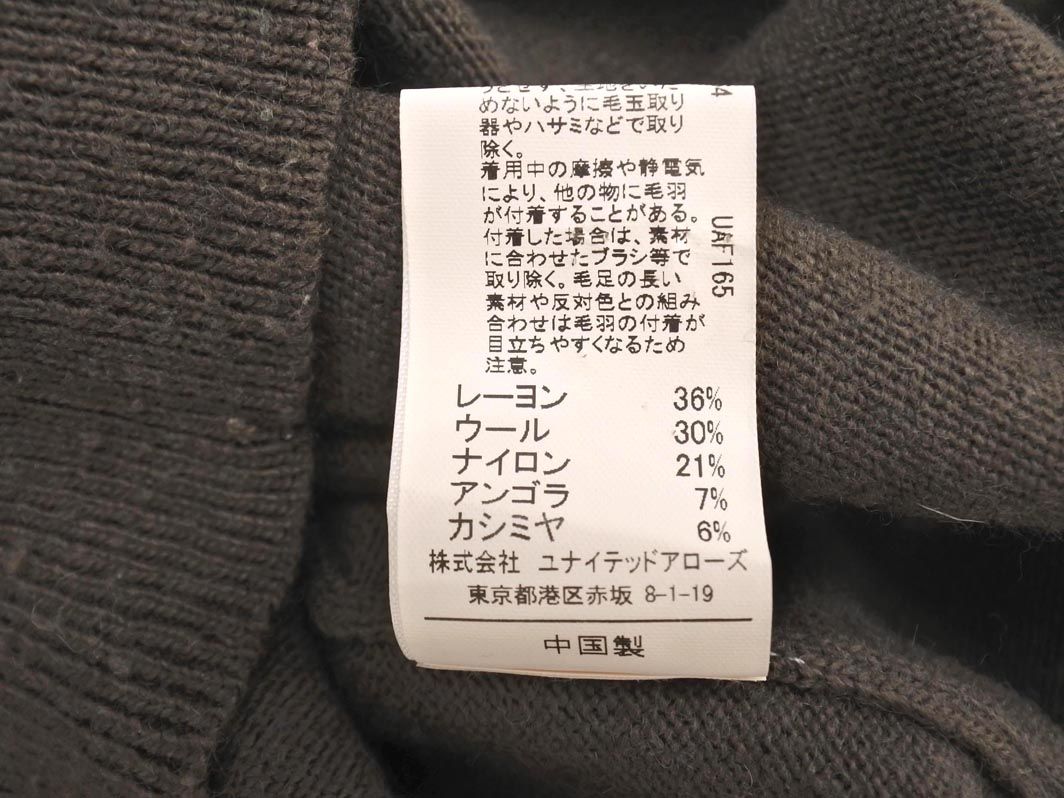 めないように毛玉取り
器やハサミなどで取り
除く。
着用中の摩擦や静電気
により、他の物に毛羽
が付着することがある。
付着した場合は、素材
に合わせたブラシ等で
取り除く。毛足の長い
素材や反対色との組み
合わせは毛羽の付着が
目立ちやすくなるため
注意。
レーヨン 36%
ウール 30%
ナイロン 21%
アンゴラ 7%
カシミヤ 6%
株式会社 ユナイテッドアローズ
東京都港区赤坂 8-1-19
中国製
4
UAF165